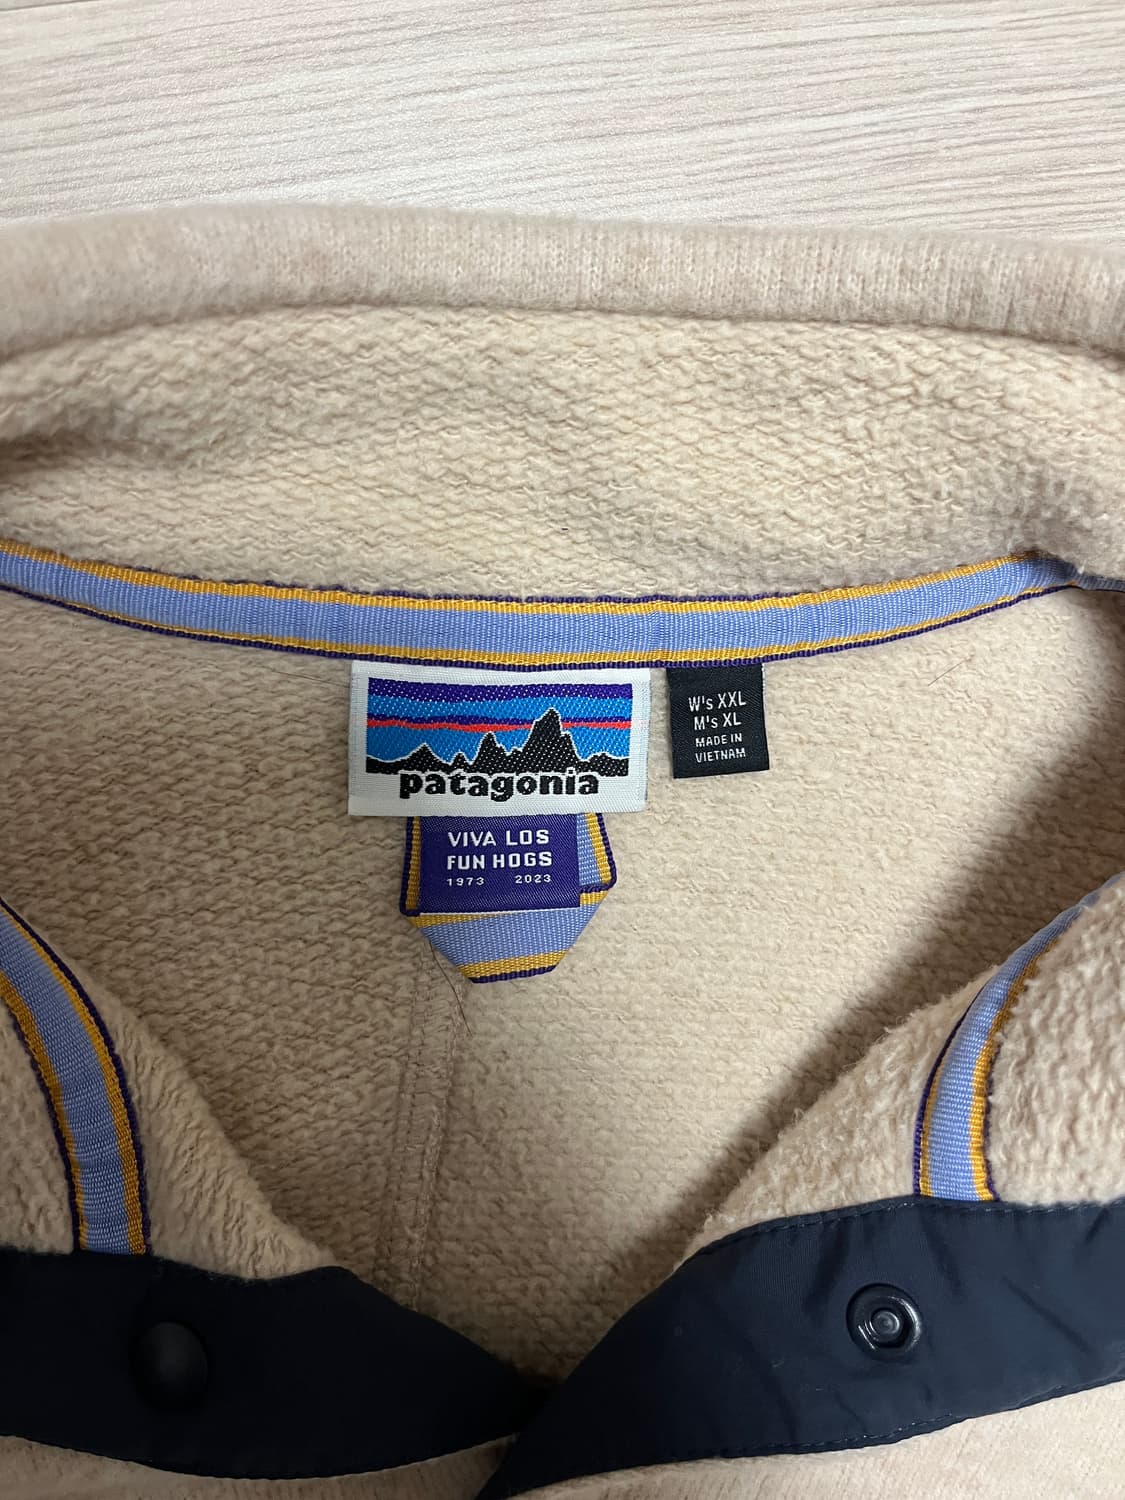 patagonia
W's XXL
M's XL
MADE IN
VIETNAM
VIVA LOS
FUN HOGS
1973 2023